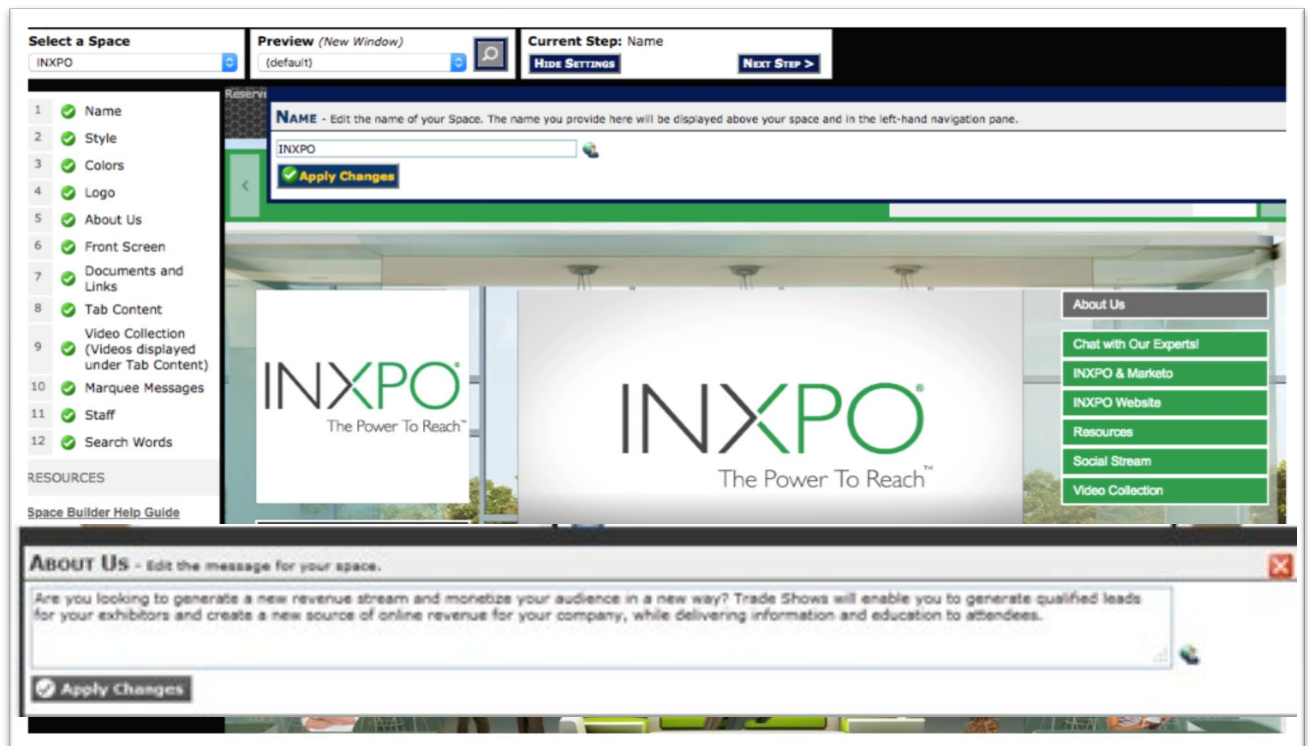 Select a Space
INXPO
Preview (New Window)
(default)
Current Step: Name
HIDE SETTINGS
NEXT STEP >
1 Name
2 Style
3 Colors
4 Logo
5 About Us
6 Front Screen
7 Documents and
Links
8 Tab Content
9 Video Collection
(Videos displayed
under Tab Content)
10 Marquee Messages
11 Staff
12 Search Words
RESOURCES
Space Builder Help Guide
Reserve
NAME - Edit the name of your Space. The name you provide here will be displayed above your space and in the left-hand navigation pane.
INXPO
Apply Changes
INXPO®
The Power To Reach™
INXPO®
The Power To Reach™
About Us
Chat with Our Experts!
INXPO & Marketo
INXPO Website
Resources
Social Stream
Video Collection
ABOUT US - Edit the message for your space.
Are you looking to generate a new revenue stream and monetize your audience in a new way? Trade Shows will enable you to generate qualified leads
for your exhibitors and create a new source of online revenue for your company, while delivering information and education to attendees.
Apply Changes